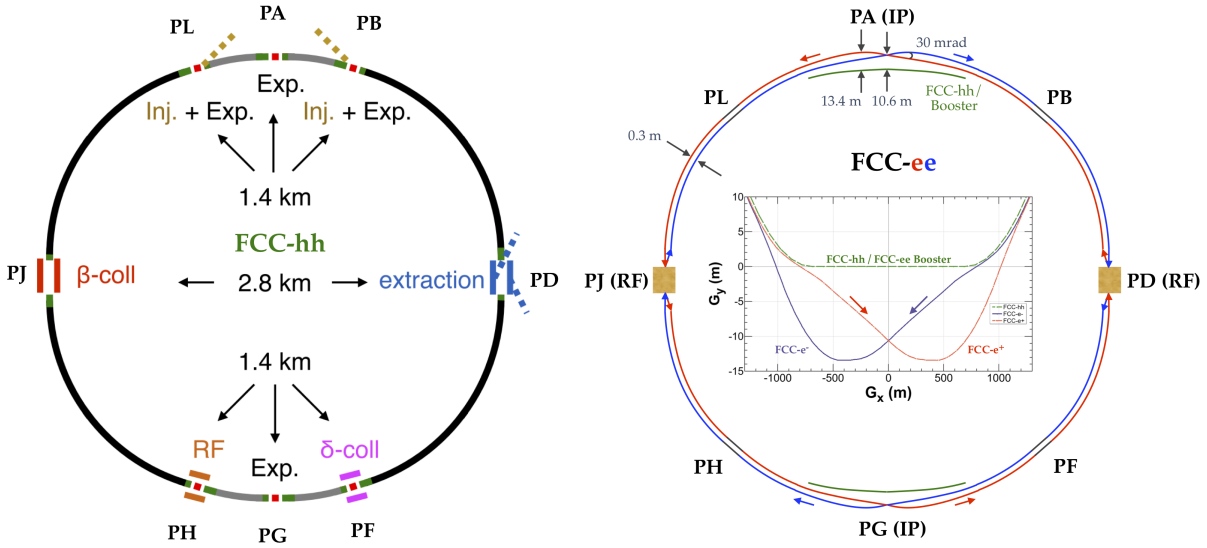 PA
PL
PB
Exp.
Inj. + Exp.
Inj. + Exp.
1.4 km
FCC-hh
PJ
β-coll
2.8 km
extraction
PD
1.4 km
RF
δ-coll
Exp.
PH
PG
PF
PA (IP)
30 mrad
PL
13.4 m
10.6 m
FCC-hh /
Booster
PB
0.3 m
FCC-ee
10
5
0
-5
-10
-15
Gy (m)
FCC-hh / FCC-ee Booster
FCC-hh
FCC-e-
FCC-e+
FCC-e-
FCC-e+
-1000
-500
0
500
1000
Gx (m)
PJ (RF)
PD (RF)
PH
PF
PG (IP)